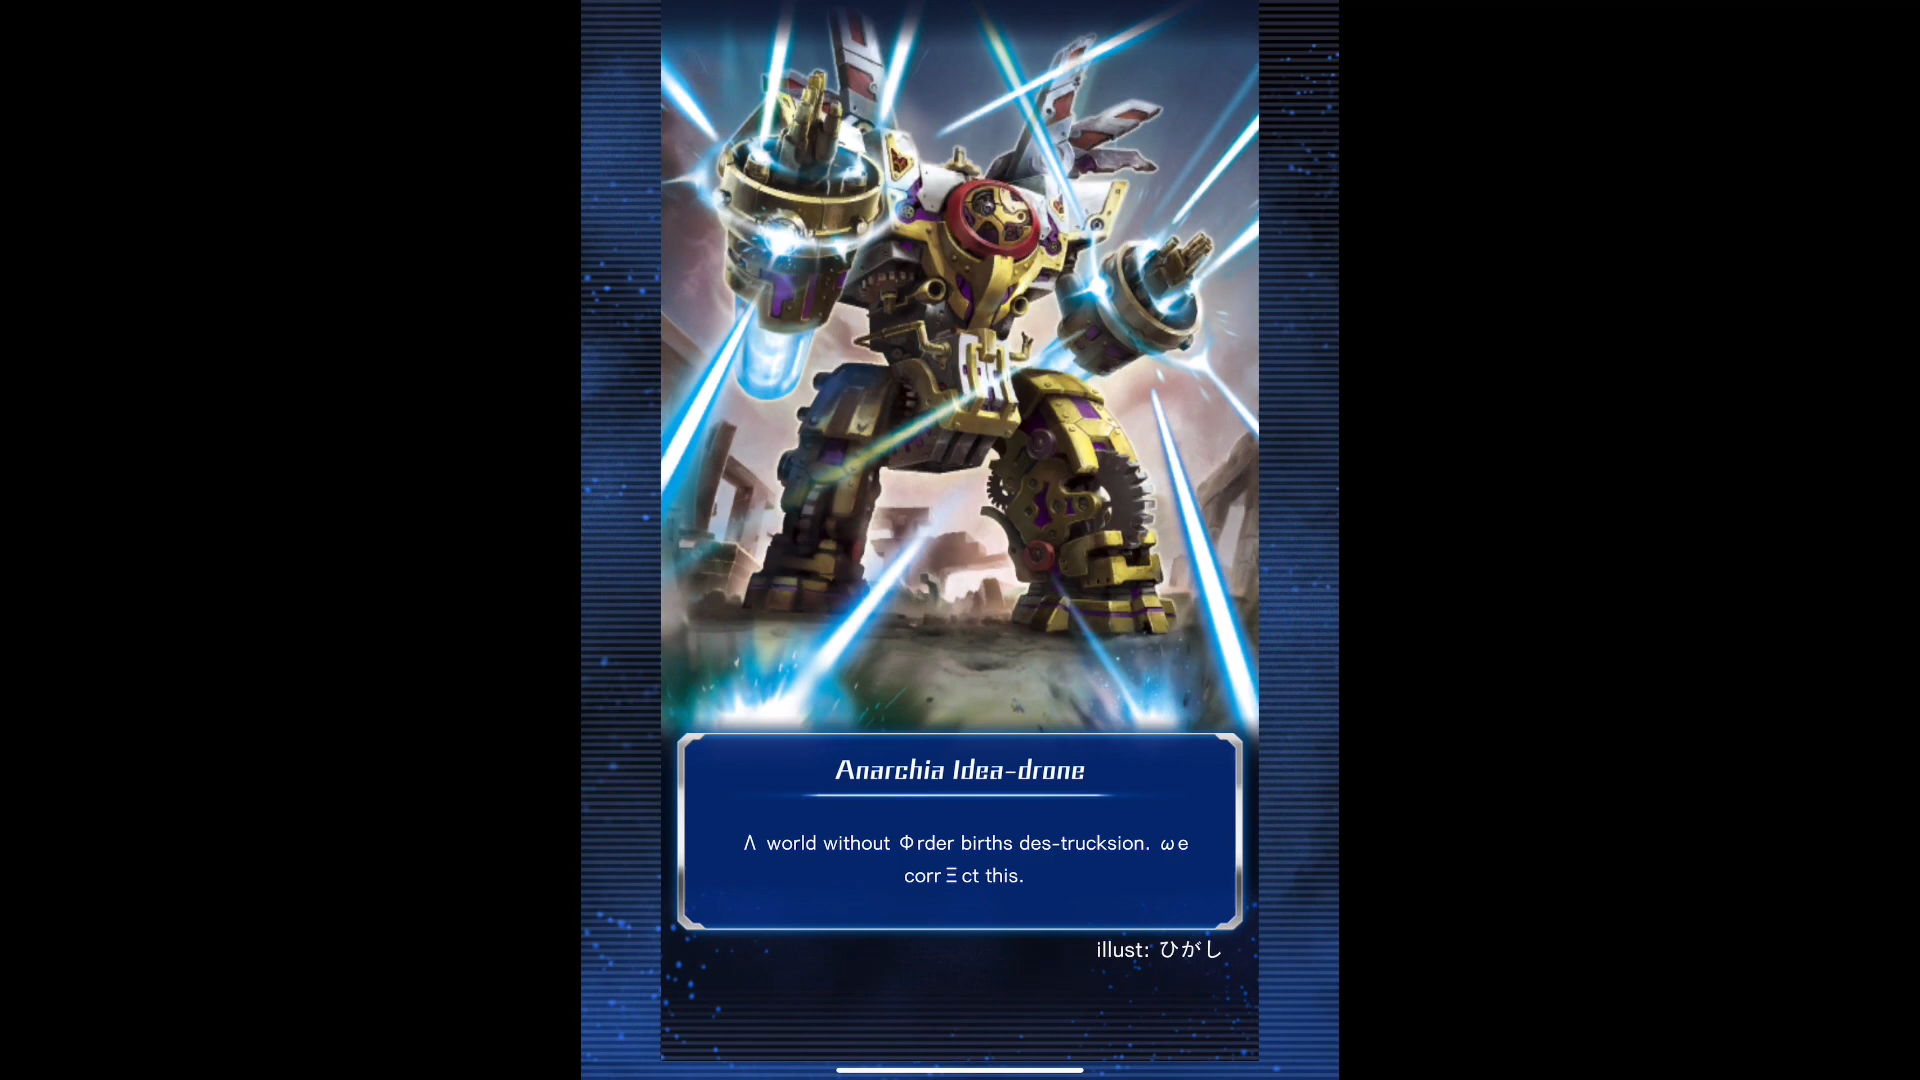 Anarchia Idea-drone
Λ world without Φrder births des-trucksion. ωe
corrΞct this.
illust: ひがし